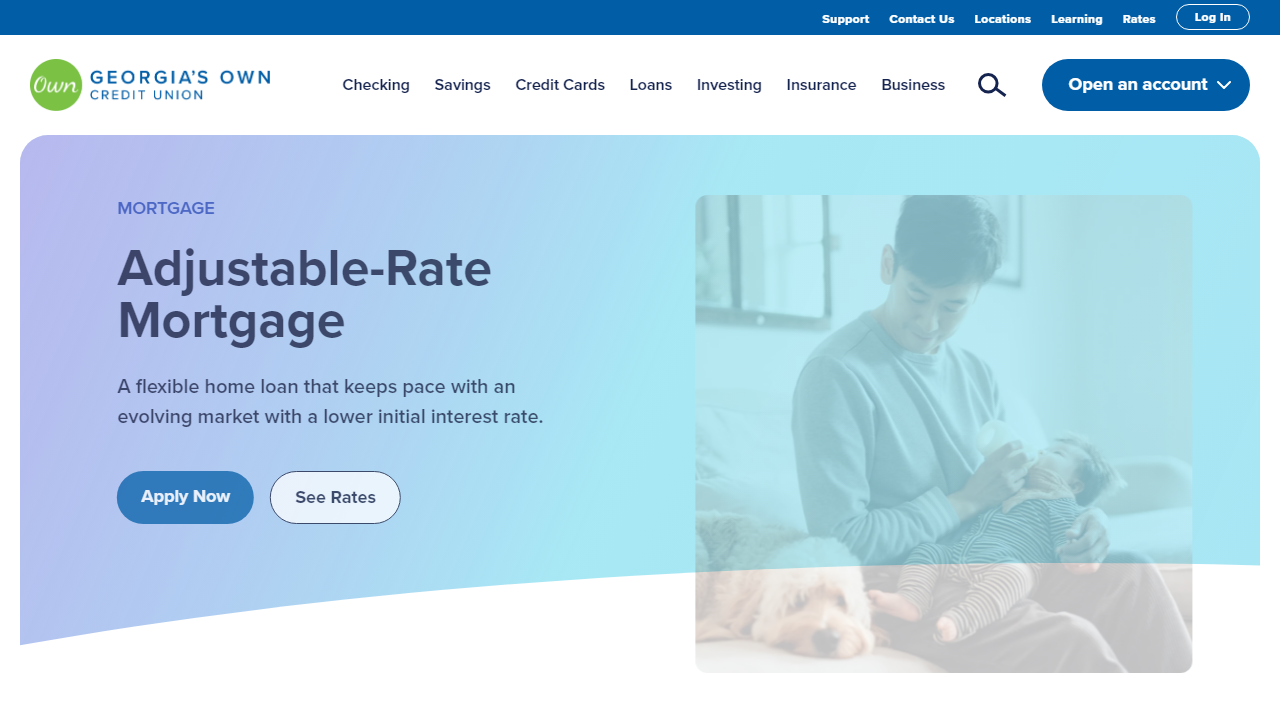 Support Contact Us Locations Learning Rates Log In
Own GEORGIA'S OWN
CREDIT UNION
Checking Savings Credit Cards Loans Investing Insurance Business
Open an account
MORTGAGE
Adjustable-Rate
Mortgage
A flexible home loan that keeps pace with an
evolving market with a lower initial interest rate.
Apply Now See Rates